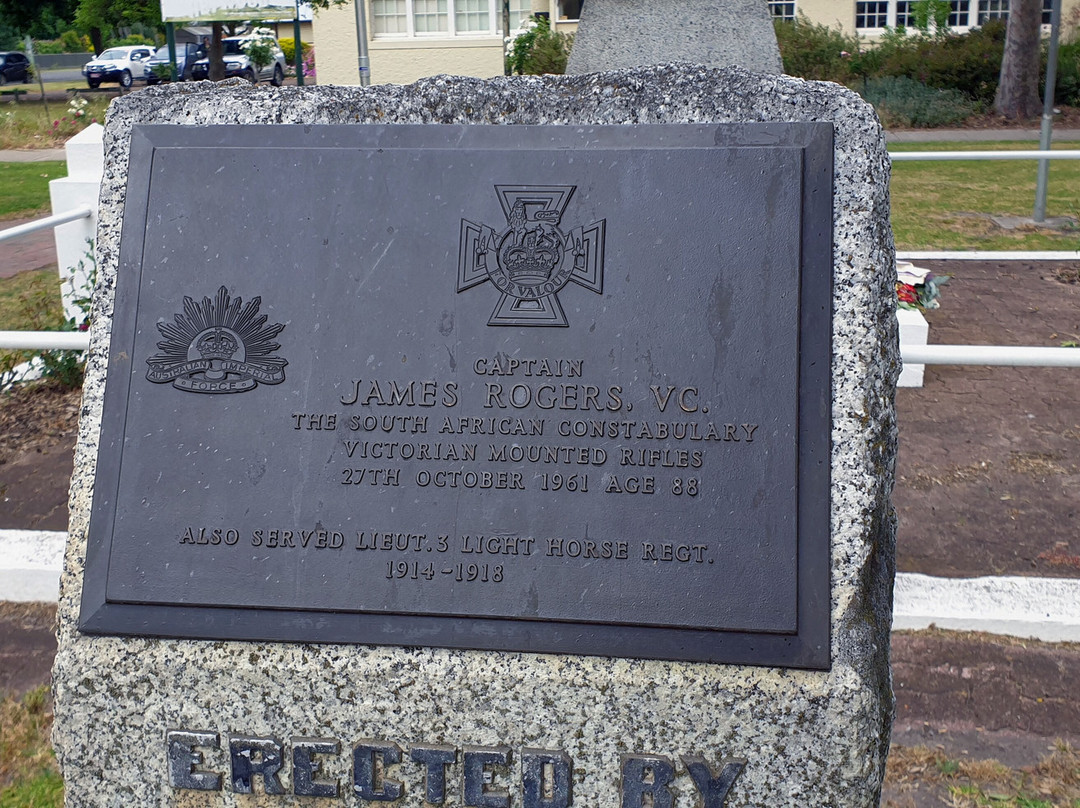 FOR VALOUR
AUSTRALIAN IMPERIAL
FORCE
CAPTAIN
JAMES ROGERS. VC.
THE SOUTH AFRICAN CONSTABULARY
VICTORIAN MOUNTED RIFLES
27TH OCTOBER 1961 AGE 88
ALSO SERVED LIEUT. 3 LIGHT HORSE REGT.
1914-1918
ERECTED BY